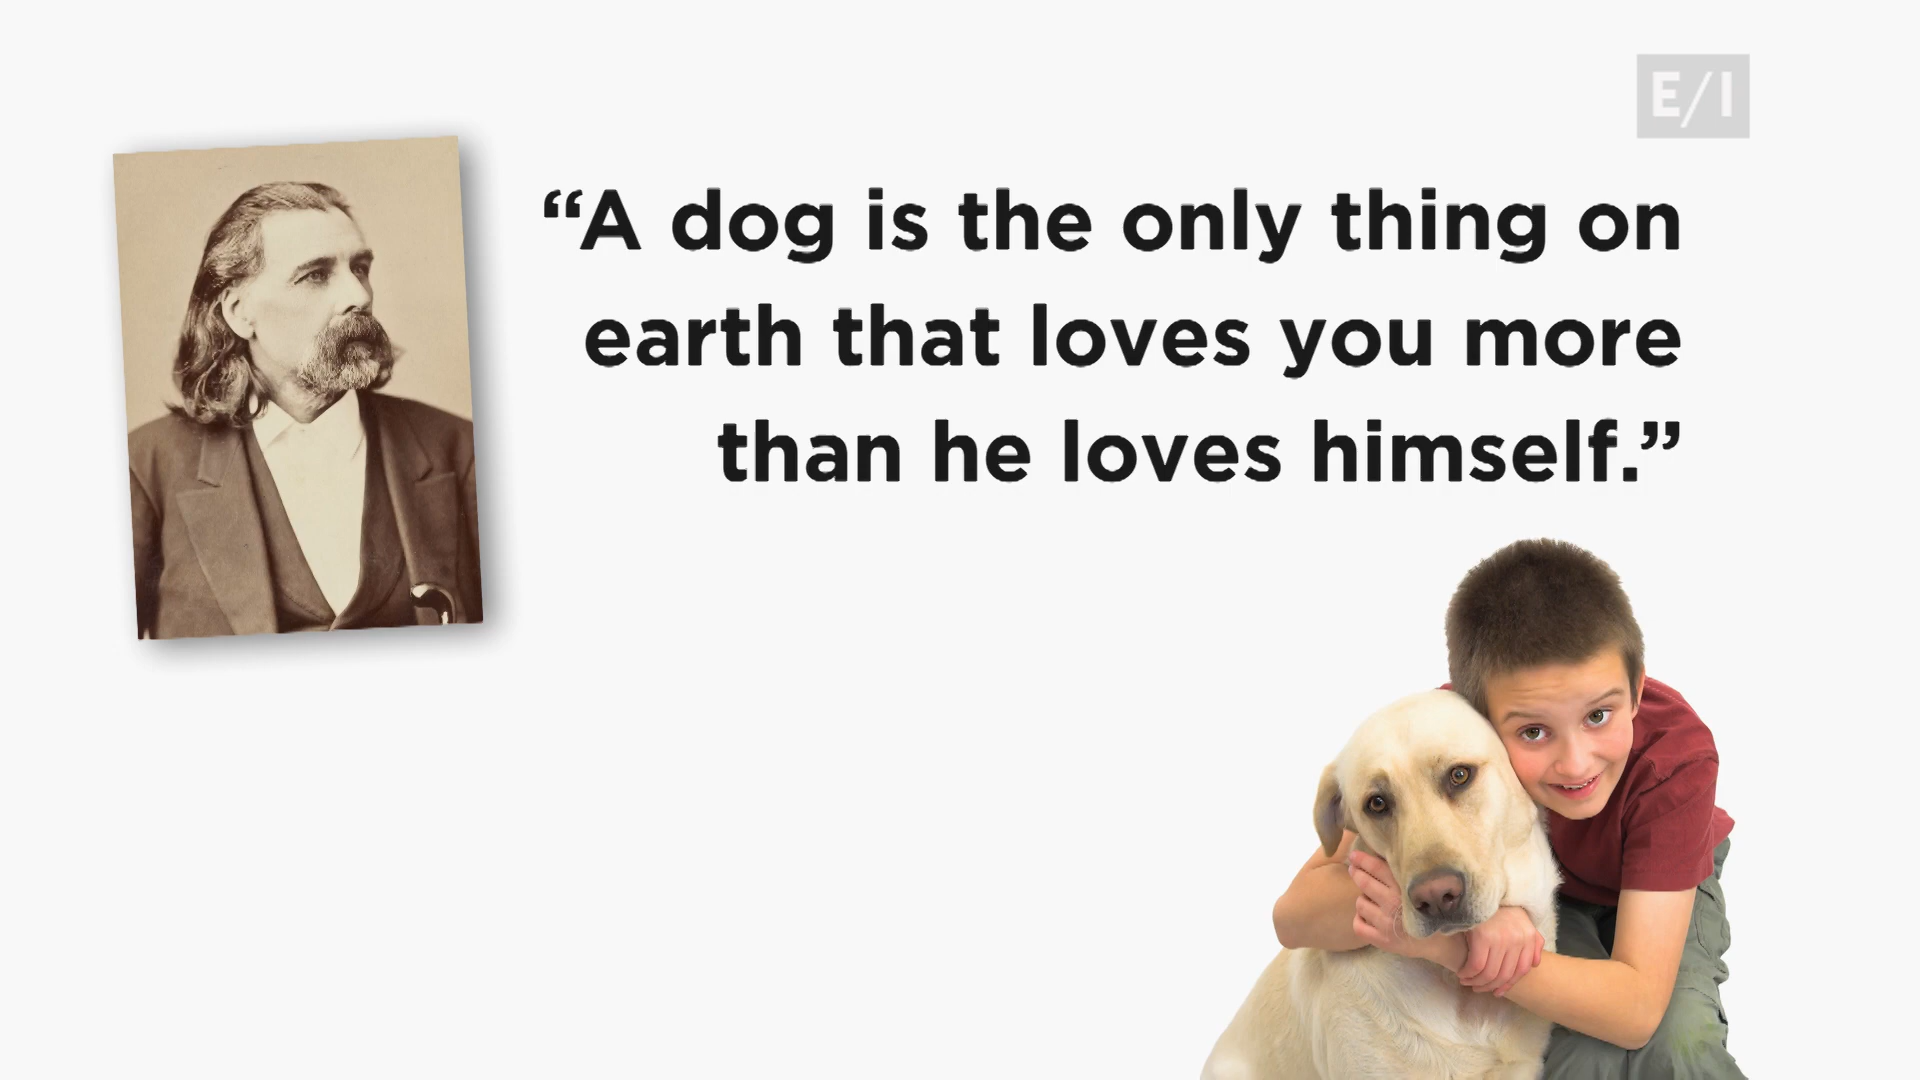 E/I
“A dog is the only thing on
earth that loves you more
than he loves himself.”